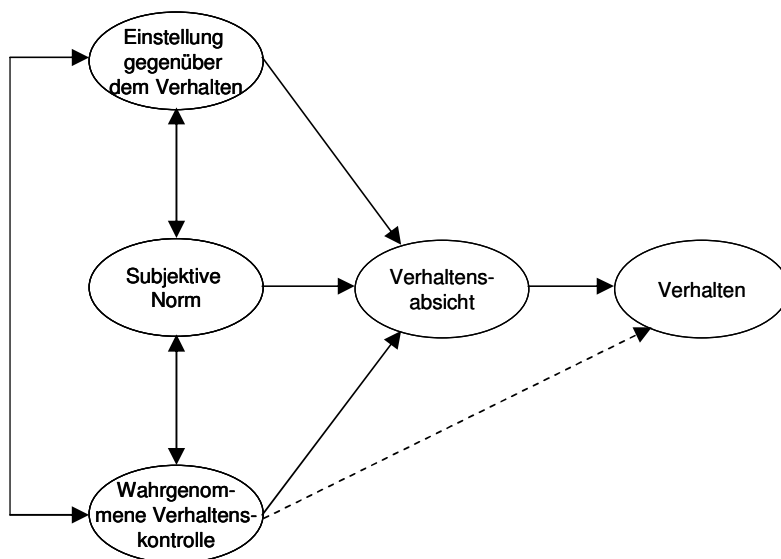 Einstellung
gegenüber
dem Verhalten
Subjektive
Norm
Verhaltens-
absicht
Verhalten
Wahrgenom-
mene Verhaltens-
kontrolle